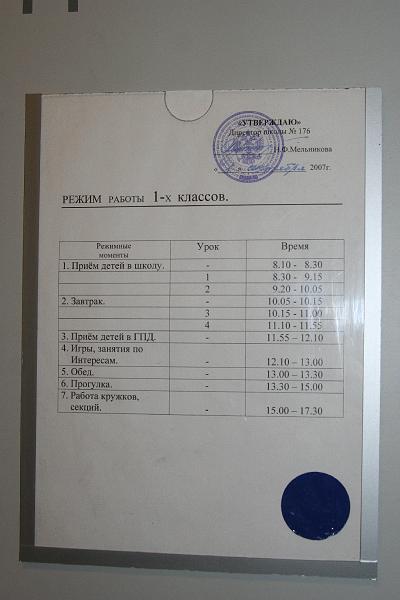 «УТВЕРЖДАЮ»
Директор школы № 176
Н.Ф.Мельникова
2007г.
РЕЖИМ РАБОТЫ 1-х КЛАССОВ.
Режимные моменты Урок Время
1. Приём детей в школу. - 8.10 - 8.30
1 8.30 - 9.15
2 9.20 - 10.05
2. Завтрак. - 10.05 - 10.15
3 10.15 - 11.00
4 11.10 - 11.55
3. Приём детей в ГПД. - 11.55 – 12.10
4. Игры, занятия по
Интересам. - 12.10 – 13.00
5. Обед. - 13.00 – 13.30
6. Прогулка. - 13.30 – 15.00
7. Работа кружков,
секций. - 15.00 – 17.30